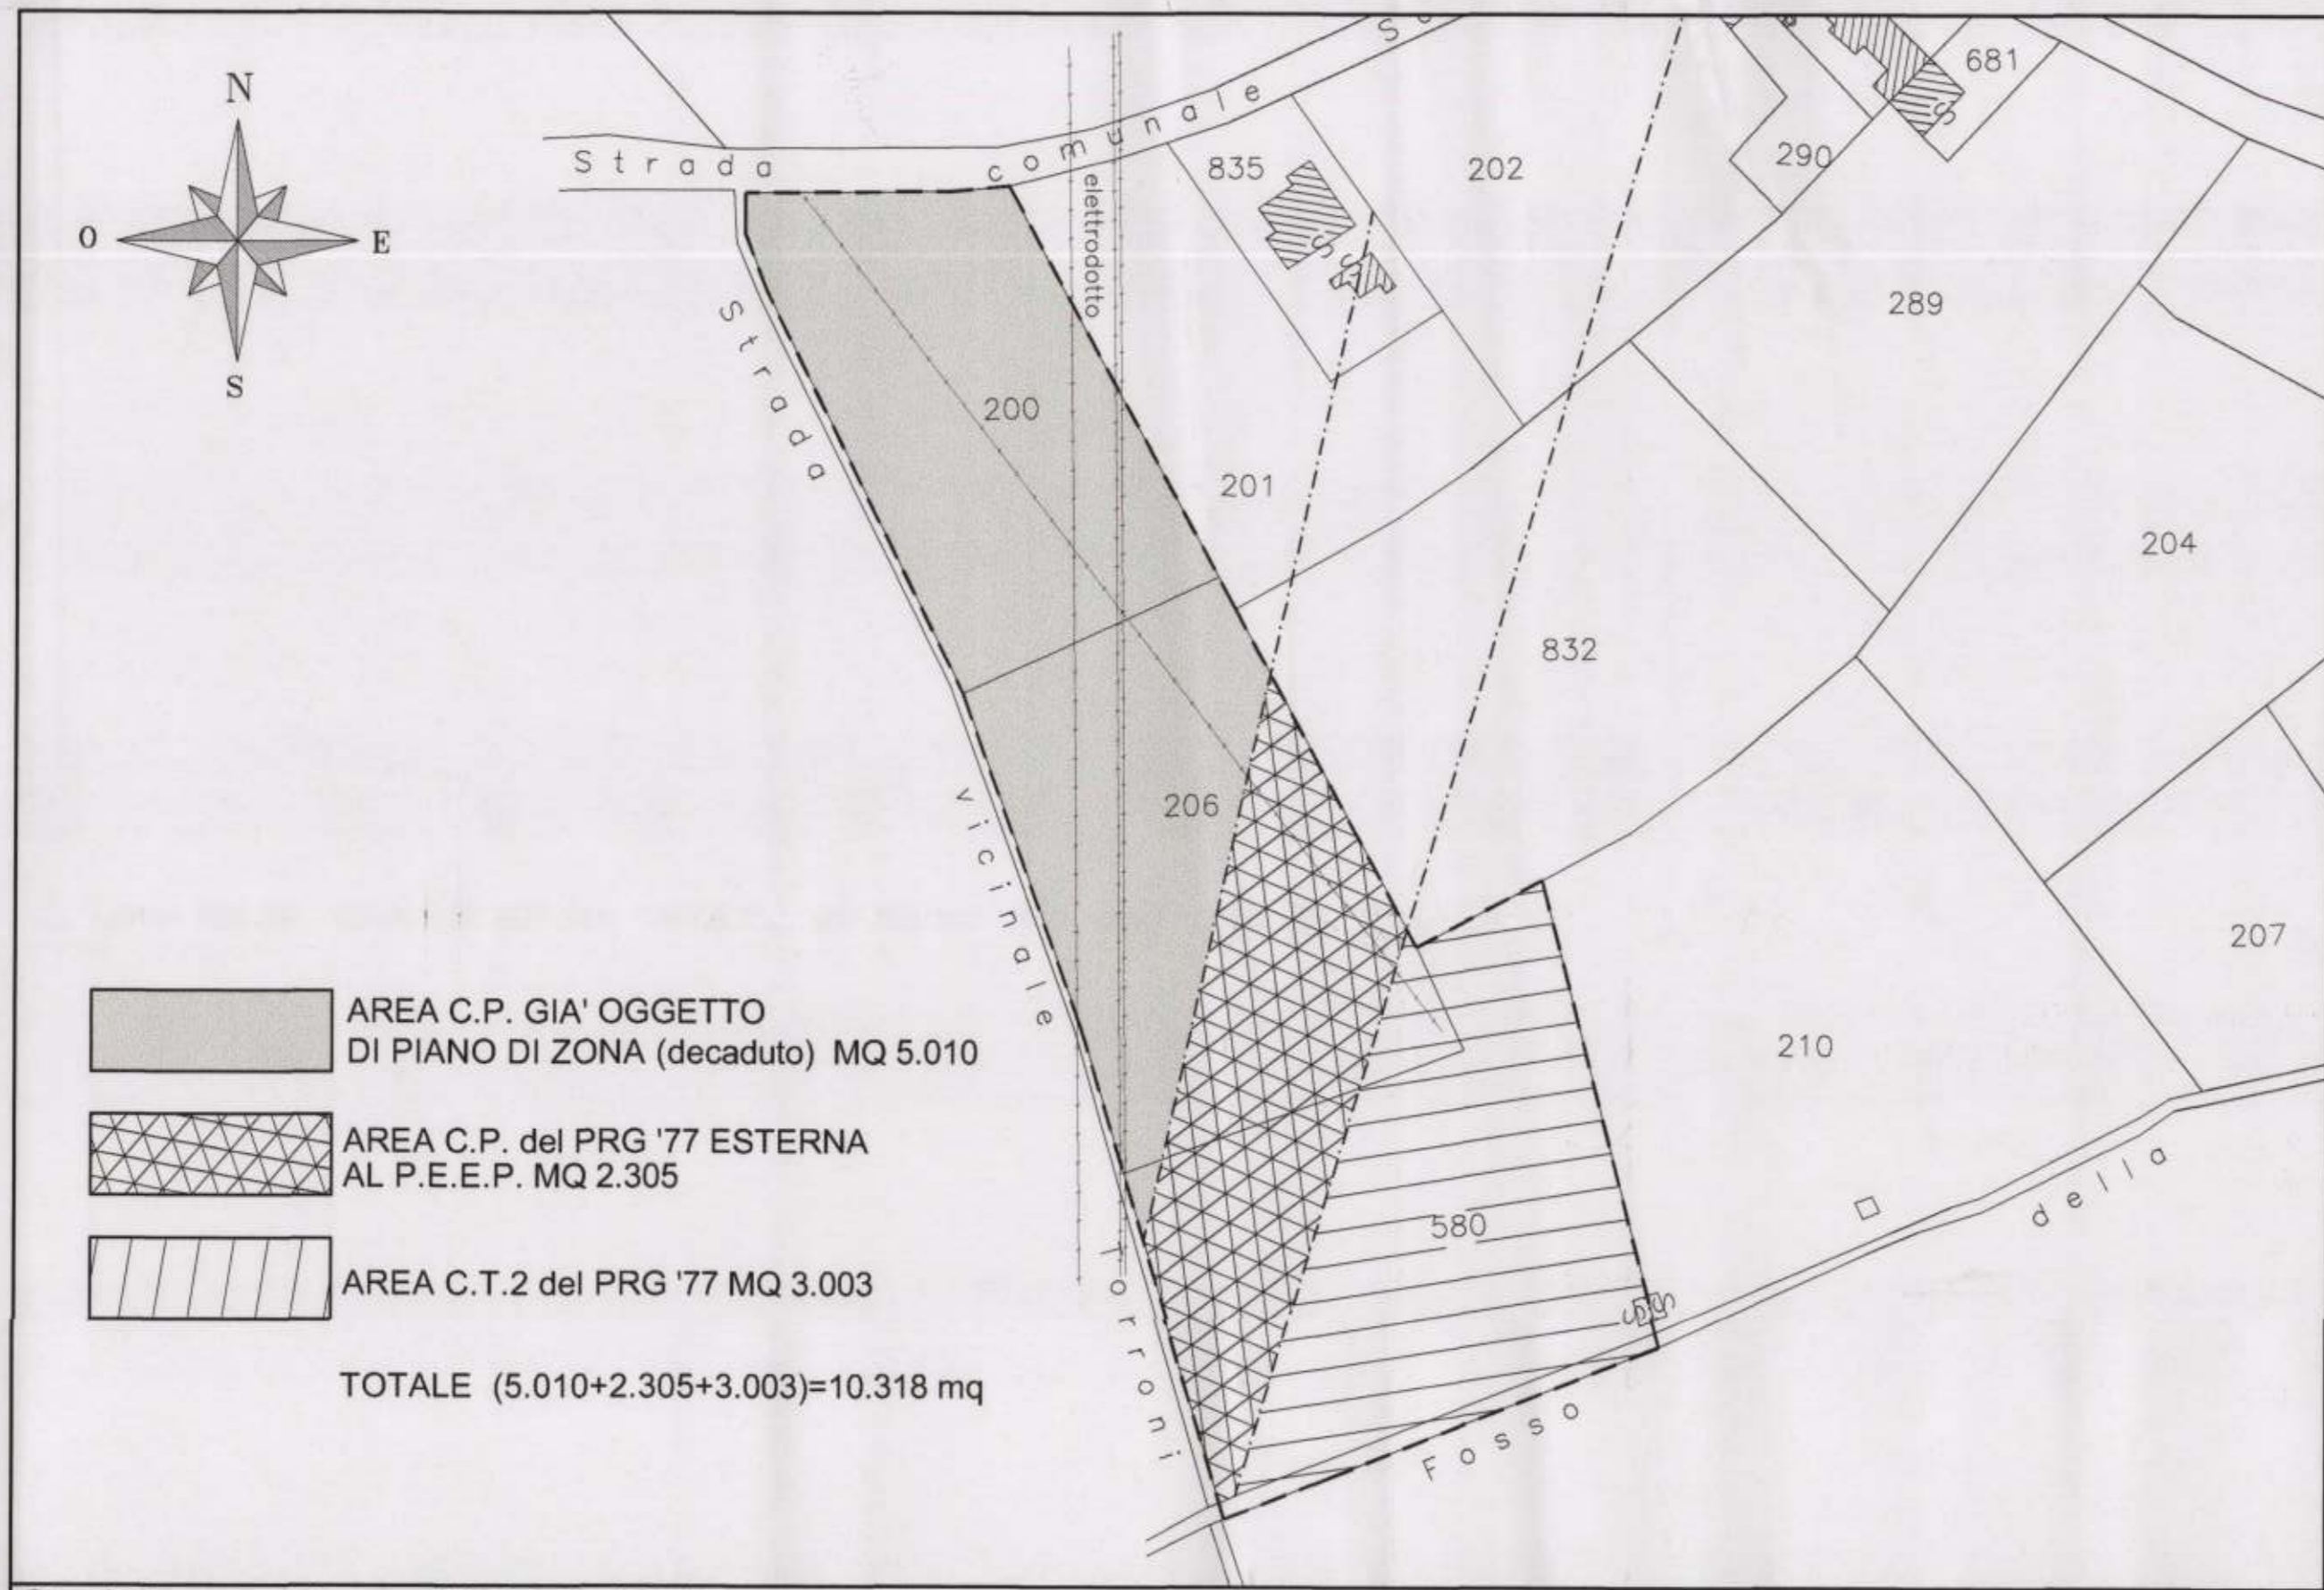 N
O
E
S
Strada comunale
elettrodotto
835
202
290
681
289
200
201
204
832
206
207
210
580
Strada vicinale Torroni
Fosso della
AREA C.P. GIA' OGGETTO
DI PIANO DI ZONA (decaduto) MQ 5.010
AREA C.P. del PRG '77 ESTERNA
AL P.E.E.P. MQ 2.305
AREA C.T.2 del PRG '77 MQ 3.003
TOTALE (5.010+2.305+3.003)=10.318 mq